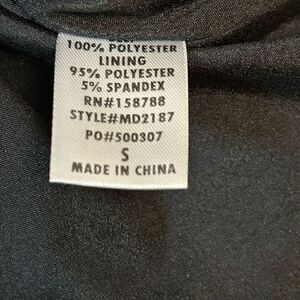 100% POLYESTER
LINING
95% POLYESTER
5% SPANDEX
RN#158788
STYLE#MD2187
PO#500307
S
MADE IN CHINA